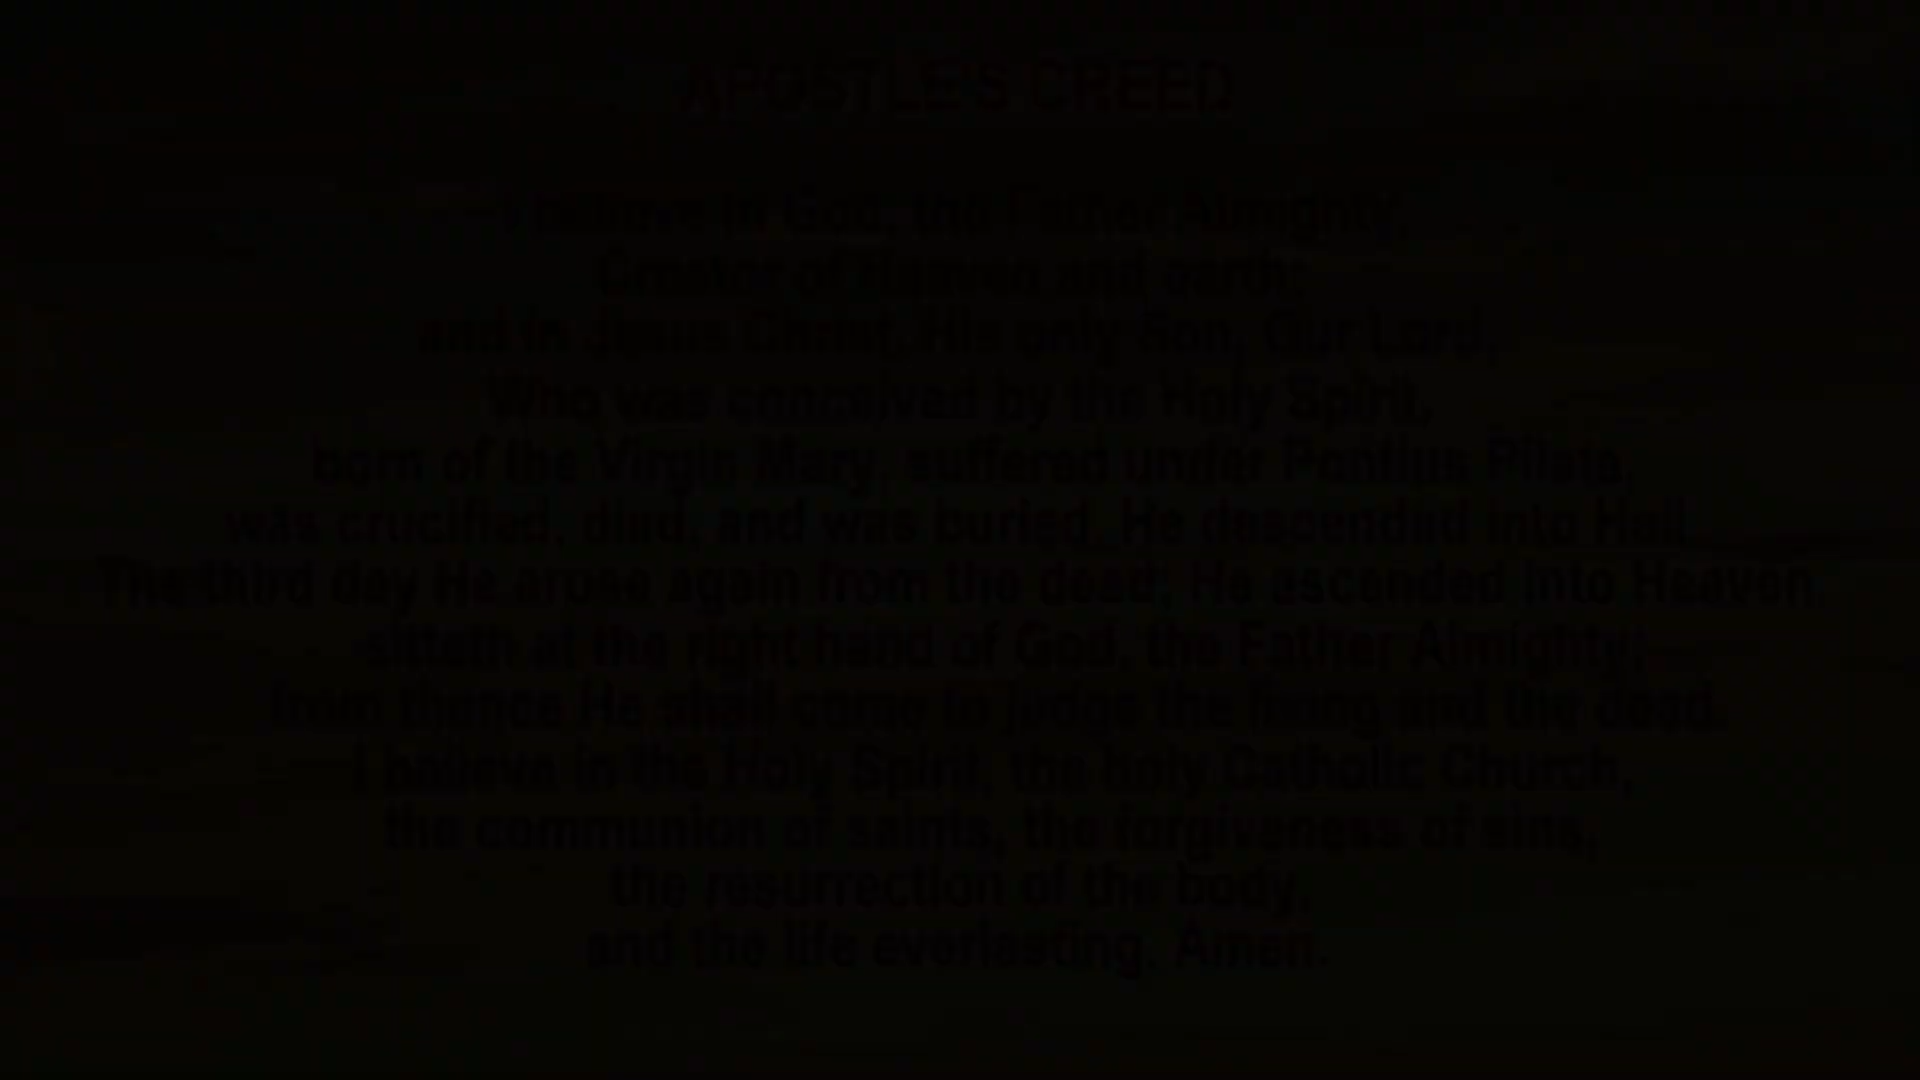 APOSTLE'S CREED
I believe in God, the Father Almighty,
Creator of Heaven and earth;
and in Jesus Christ, His only Son, Our Lord,
Who was conceived by the Holy Spirit,
born of the Virgin Mary, suffered under Pontius Pilate,
was crucified, died, and was buried. He descended into Hell.
The third day He arose again from the dead; He ascended into Heaven,
sitteth at the right hand of God, the Father Almighty;
from thence He shall come to judge the living and the dead.
I believe in the Holy Spirit, the holy Catholic Church,
the communion of saints, the forgiveness of sins,
the resurrection of the body,
and the life everlasting. Amen.